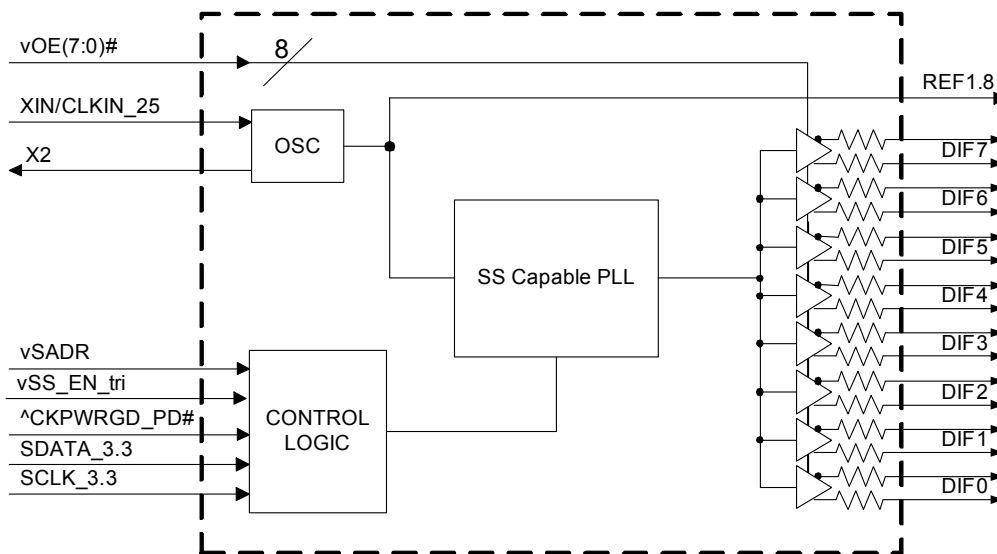 vOE(7:0)#
8
XIN/CLKIN_25
REF1.8
OSC
X2
DIF7
DIF6
DIF5
SS Capable PLL
DIF4
DIF3
vSADR
vSS_EN_tri
DIF2
^CKPWRGD_PD#
CONTROL
LOGIC
DIF1
SDATA_3.3
SCLK_3.3
DIF0